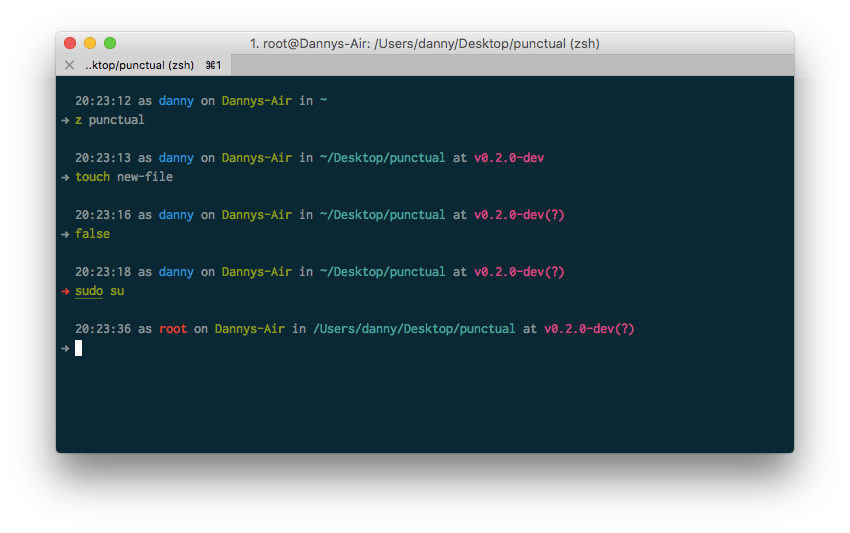 1. root@Dannys-Air: /Users/danny/Desktop/punctual (zsh)
..ktop/punctual (zsh) ⌘1
20:23:12 as danny on Dannys-Air in ~
→ z punctual
20:23:13 as danny on Dannys-Air in ~/Desktop/punctual at v0.2.0-dev
→ touch new-file
20:23:16 as danny on Dannys-Air in ~/Desktop/punctual at v0.2.0-dev(?)
→ false
20:23:18 as danny on Dannys-Air in ~/Desktop/punctual at v0.2.0-dev(?)
→ sudo su
20:23:36 as root on Dannys-Air in /Users/danny/Desktop/punctual at v0.2.0-dev(?)
→